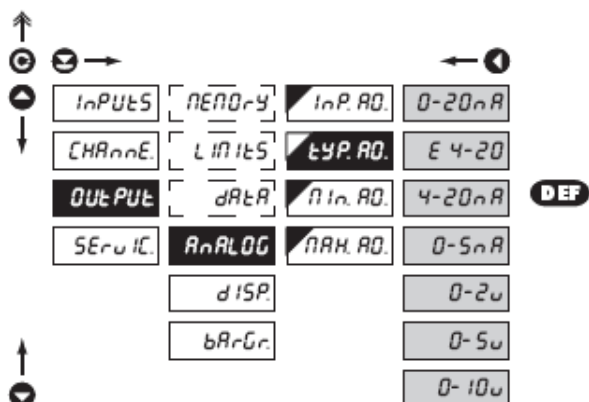 InPUtS MEMOrY InP. AO. 0-20mA
CHAnnE. LIMItS tYP. AO. E 4-20
OUtPUt dAtA MIn. AO. 4-20mA DEF
SErvIC. AnALOG MAX. AO. 0-5mA
dISP. 0-2v
bArGr. 0-5v
0-10v